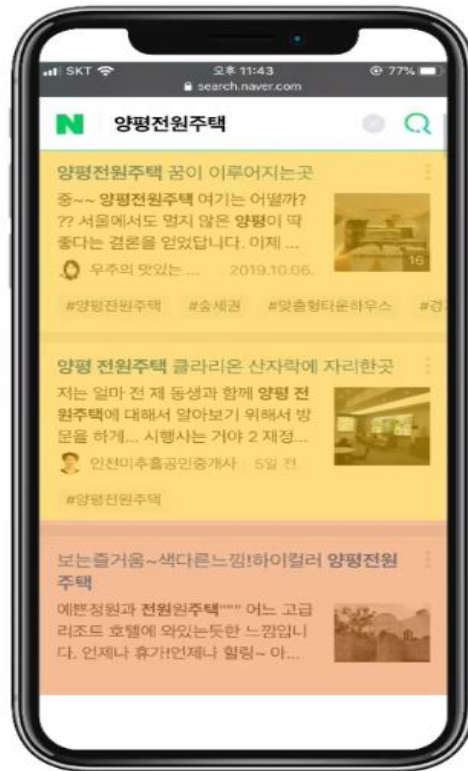 SKT 오후 11:43 77%
search.naver.com
N 양평전원주택
양평전원주택 꿈이 이루어지는곳
중~~ 양평전원주택 여기는 어떨까?
?? 서울에서도 멀지 않은 양평이 딱
좋다는 결론을 얻었답니다. 이제 ...
16
우주의 맛있는 ... 2019.10.06.
#양평전원주택 #숲세권 #맞춤형타운하우스 #경
양평 전원주택 클라리온 산자락에 자리한곳
저는 얼마 전 제 동생과 함께 양평 전
원주택에 대해서 알아보기 위해서 방
문을 하게... 시행사는 거야 2 재정...
인천미추홀공인중개사 5일 전
#양평전원주택
보는즐거움~색다른느낌!하이컬러 양평전원
주택
예쁜정원과 전원원주택""" 어느 고급
리조트 호텔에 와있는듯한 느낌입니
다. 언제나 휴가!언제나 힐링~ 아...